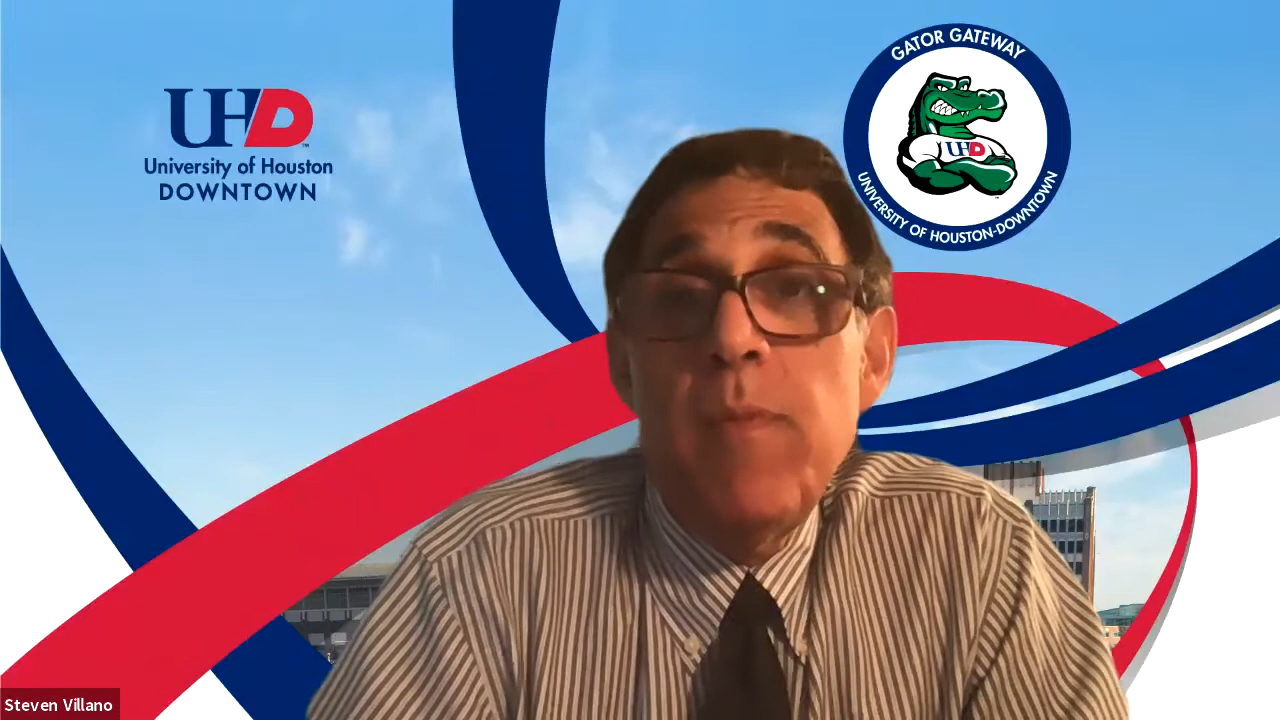 UHD
University of Houston
DOWNTOWN
GATOR GATEWAY
UHD
UNIVERSITY OF HOUSTON-DOWNTOWN
Steven Villano